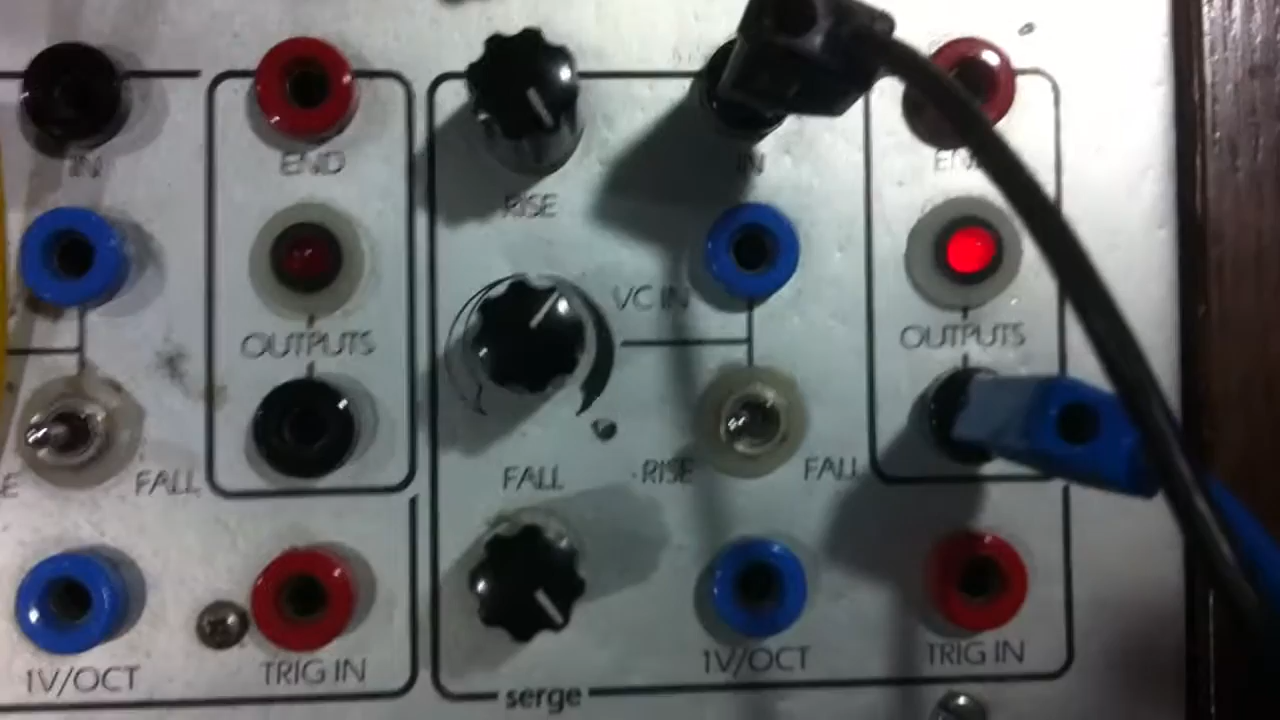 IN
END
RISE
IN
VC IN
OUTPUTS
OUTPUTS
FALL
FALL
RISE
FALL
1V/OCT
TRIG IN
1V/OCT
TRIG IN
serge